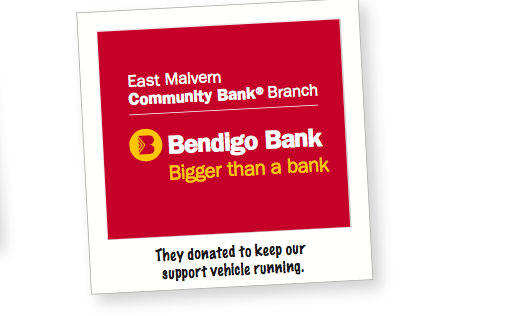 East Malvern
Community Bank® Branch
Bendigo Bank
Bigger than a bank
They donated to keep our
support vehicle running.